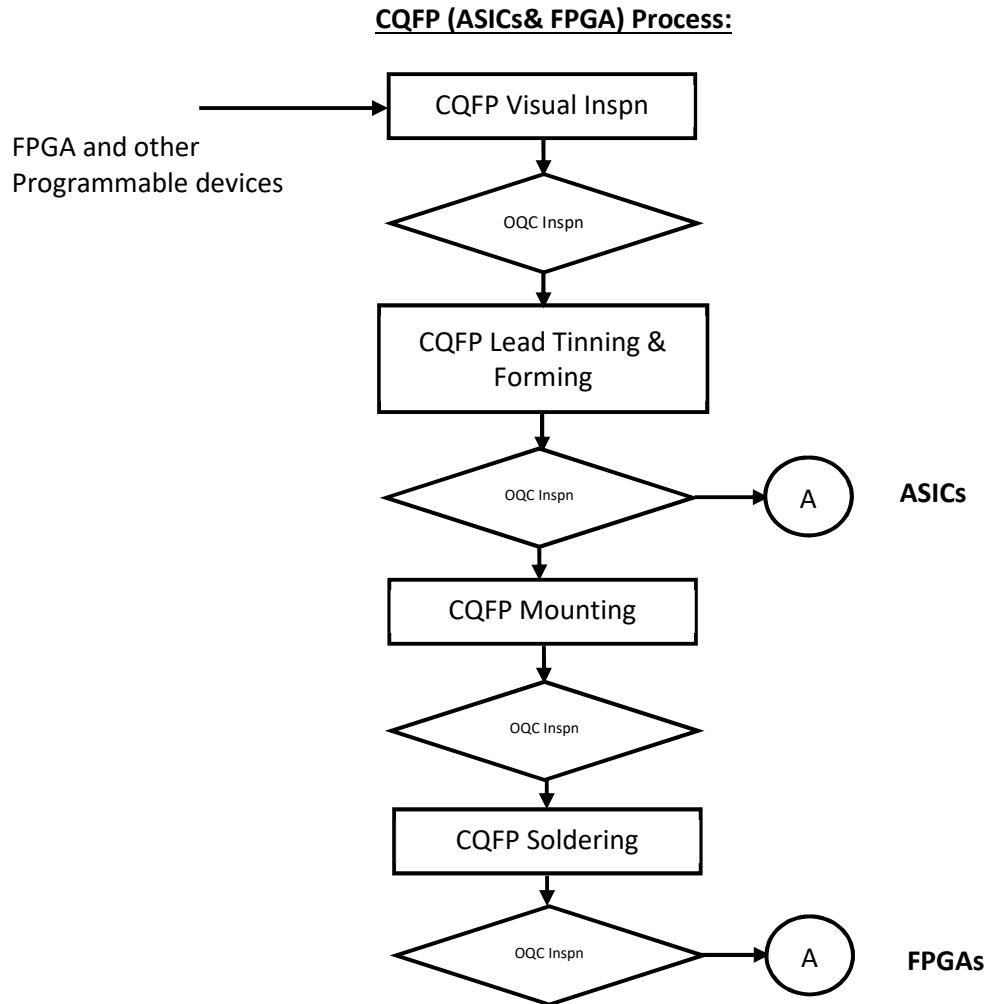 CQFP (ASICs& FPGA) Process:
CQFP Visual Inspn
FPGA and other
Programmable devices
OQC Inspn
CQFP Lead Tinning &
Forming
OQC Inspn
A
ASICs
CQFP Mounting
OQC Inspn
CQFP Soldering
OQC Inspn
A
FPGAs